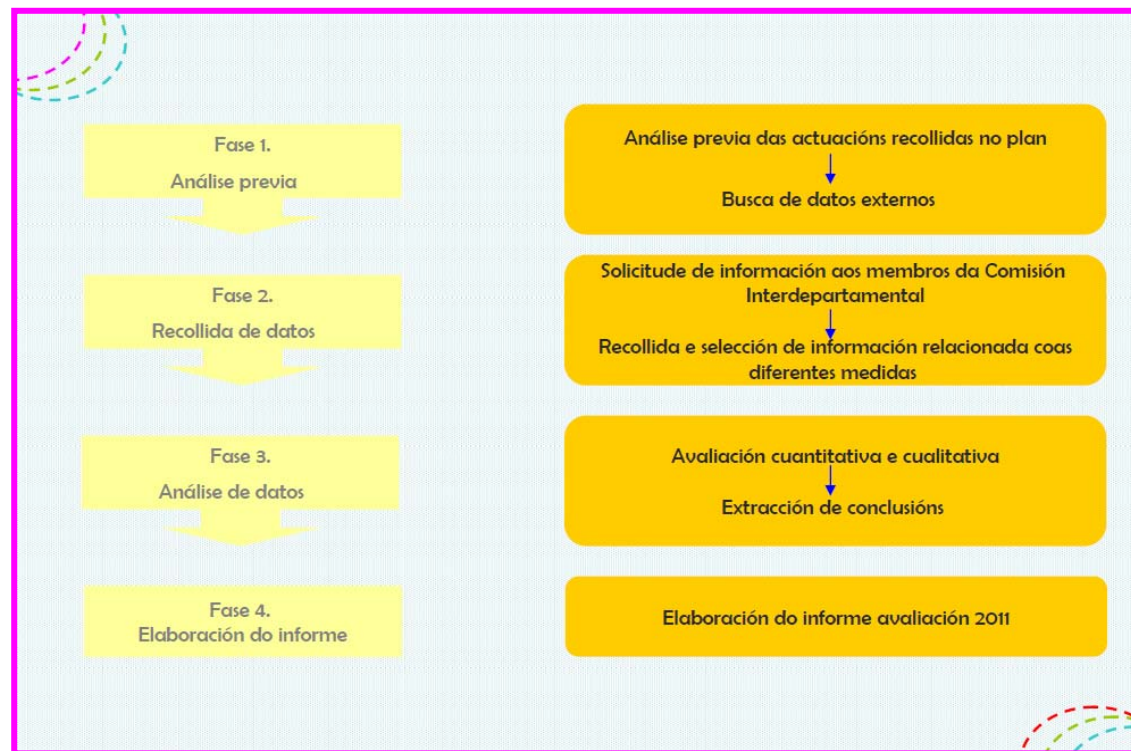 Fase 1.
Análise previa
Análise previa das actuacións recollidas no plan
Busca de datos externos
Fase 2.
Recollida de datos
Solicitude de información aos membros da Comisión
Interdepartamental
Recollida e selección de información relacionada coas
diferentes medidas
Fase 3.
Análise de datos
Avaliación cuantitativa e cualitativa
Extracción de conclusións
Fase 4.
Elaboración do informe
Elaboración do informe avaliación 2011